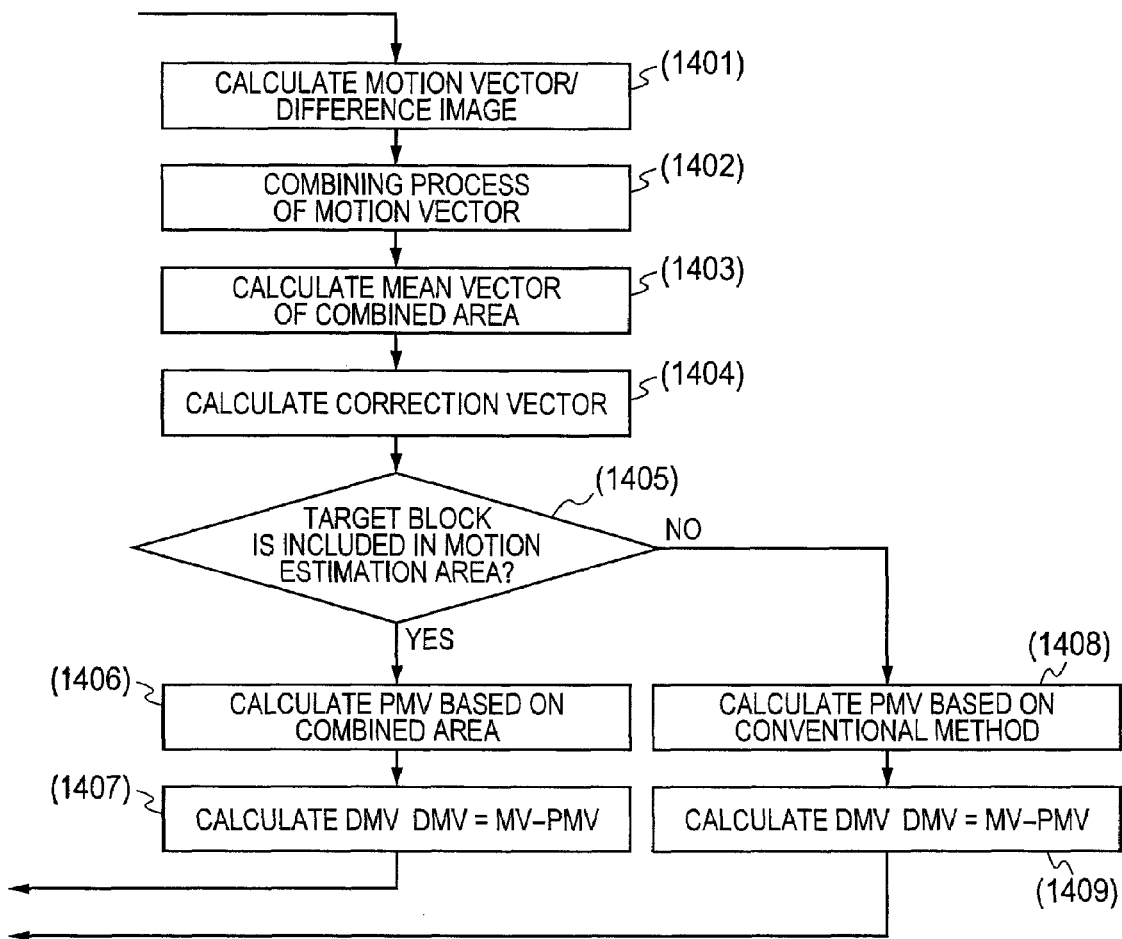 (1401)
CALCULATE MOTION VECTOR/
DIFFERENCE IMAGE
(1402)
COMBINING PROCESS
OF MOTION VECTOR
(1403)
CALCULATE MEAN VECTOR
OF COMBINED AREA
(1404)
CALCULATE CORRECTION VECTOR
(1405)
TARGET BLOCK
IS INCLUDED IN MOTION
ESTIMATION AREA?
NO
YES
(1406)
CALCULATE PMV BASED ON
COMBINED AREA
(1408)
CALCULATE PMV BASED ON
CONVENTIONAL METHOD
(1407)
CALCULATE DMV DMV = MV–PMV
CALCULATE DMV DMV = MV–PMV
(1409)